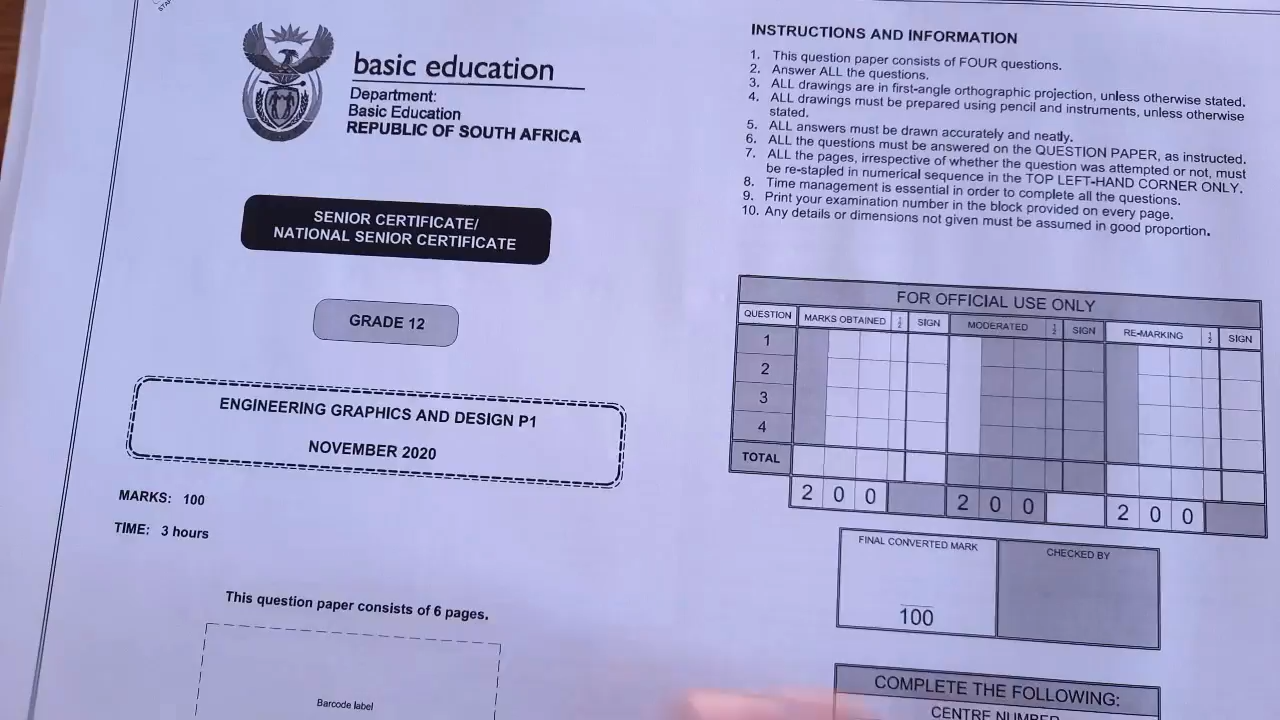 basic education
Department:
Basic Education
REPUBLIC OF SOUTH AFRICA
SENIOR CERTIFICATE/
NATIONAL SENIOR CERTIFICATE
GRADE 12
ENGINEERING GRAPHICS AND DESIGN P1
NOVEMBER 2020
MARKS: 100
TIME: 3 hours
This question paper consists of 6 pages.
Barcode label
INSTRUCTIONS AND INFORMATION
1. This question paper consists of FOUR questions.
2. Answer ALL the questions.
3. ALL drawings are in first-angle orthographic projection, unless otherwise stated.
4. ALL drawings must be prepared using pencil and instruments, unless otherwise
stated.
5. ALL answers must be drawn accurately and neatly.
6. ALL the questions must be answered on the QUESTION PAPER, as instructed.
7. ALL the pages, irrespective of whether the question was attempted or not, must
be re-stapled in numerical sequence in the TOP LEFT-HAND CORNER ONLY.
8. Time management is essential in order to complete all the questions.
9. Print your examination number in the block provided on every page.
10. Any details or dimensions not given must be assumed in good proportion.
FOR OFFICIAL USE ONLY
QUESTION MARKS OBTAINED 1/2 SIGN MODERATED 1/2 SIGN RE-MARKING 1/2 SIGN
1
2
3
4
TOTAL
2 0 0 2 0 0 2 0 0
FINAL CONVERTED MARK CHECKED BY
100
COMPLETE THE FOLLOWING:
CENTRE NUMBER